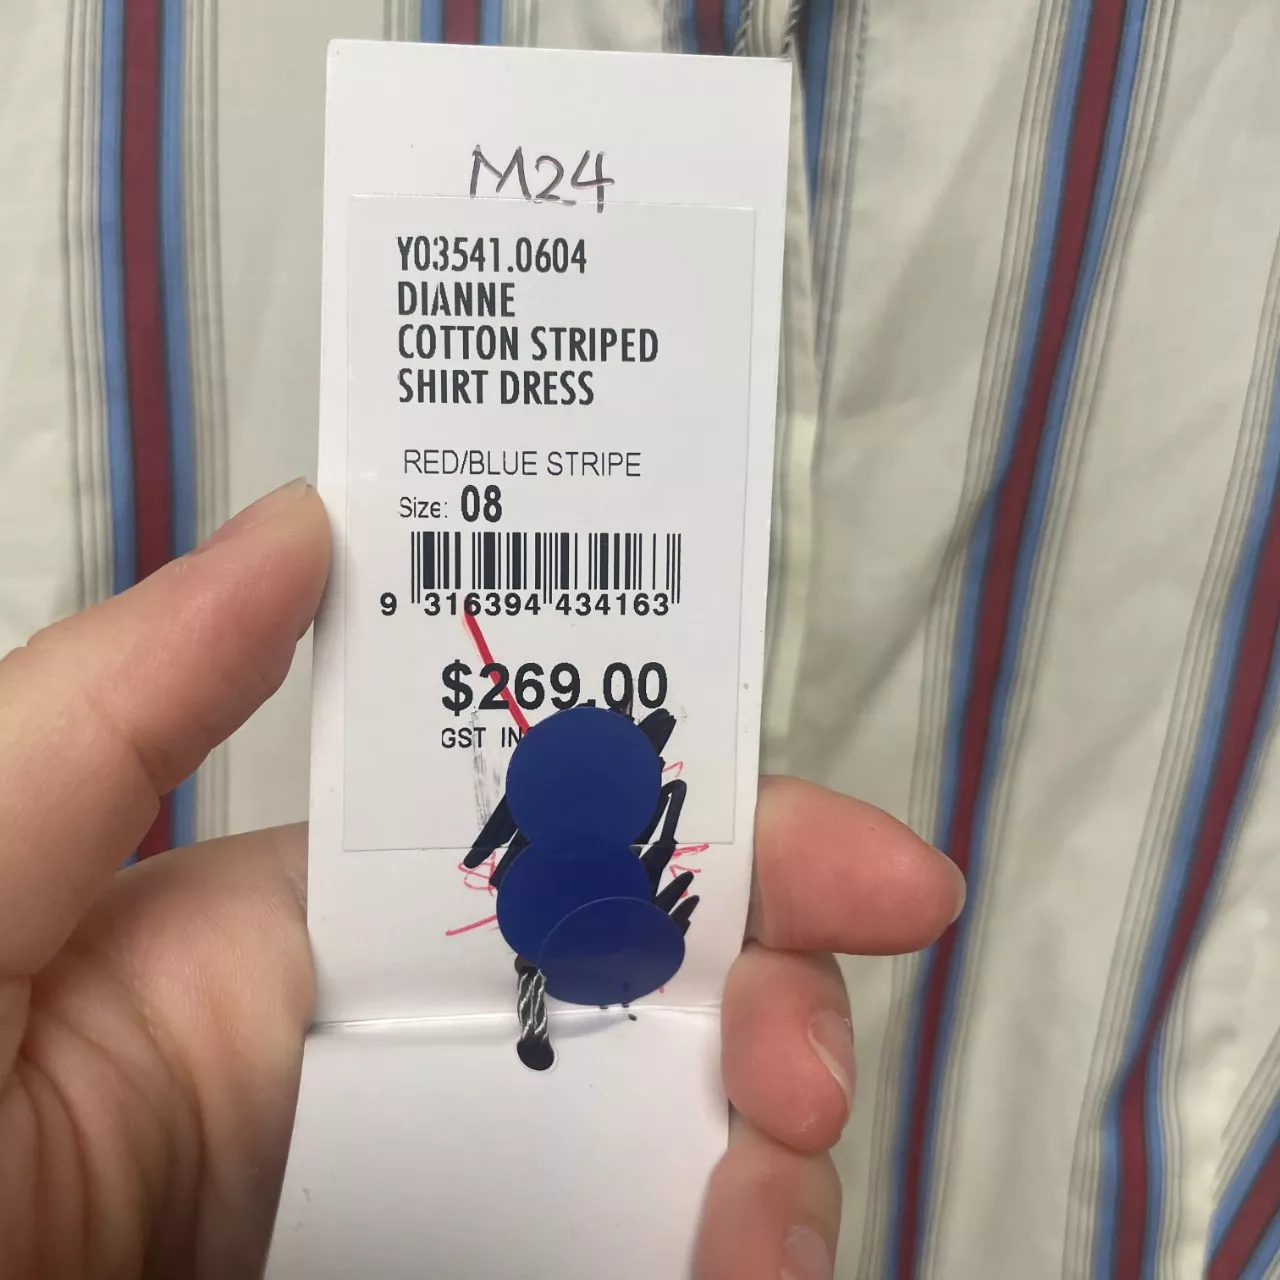 M24
Y03541.0604
DIANNE
COTTON STRIPED
SHIRT DRESS
RED/BLUE STRIPE
Size: 08
9 316394 434163
$269.00
GST